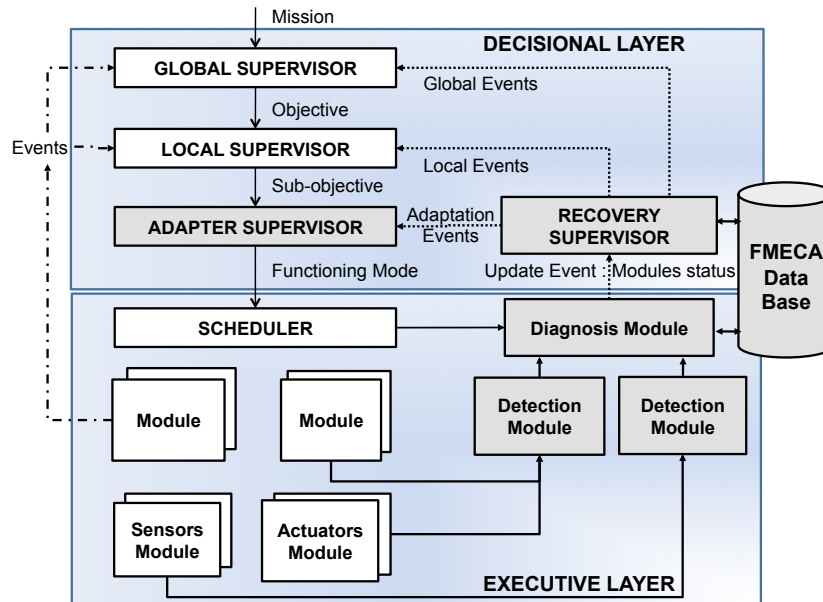 Mission
DECISIONAL LAYER
GLOBAL SUPERVISOR
Global Events
Objective
Events
LOCAL SUPERVISOR
Local Events
Sub-objective
ADAPTER SUPERVISOR
Adaptation
Events
RECOVERY
SUPERVISOR
FMECA
Data
Base
Functioning Mode
Update Event : Modules status
SCHEDULER
Diagnosis Module
Module
Module
Detection
Module
Detection
Module
Sensors
Module
Actuators
Module
EXECUTIVE LAYER